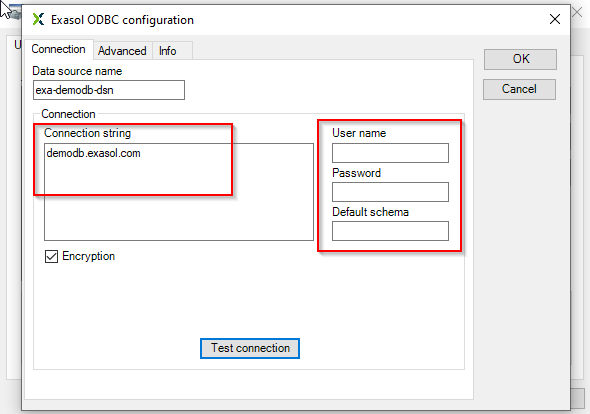 Exasol ODBC configuration
Connection Advanced Info
OK
Data source name
exa-demodb-dsn
Cancel
Connection
Connection string
demodb.exasol.com
User name
Password
Default schema
Encryption
Test connection